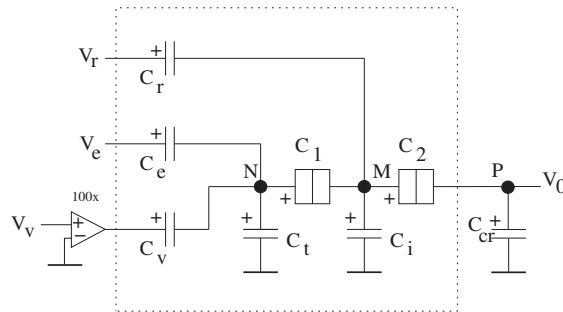 V_r + C_r
V_e + C_e
C_1 C_2
N M P V_0
100x
V_v + − + C_v + C_t + + C_i + + C_cr